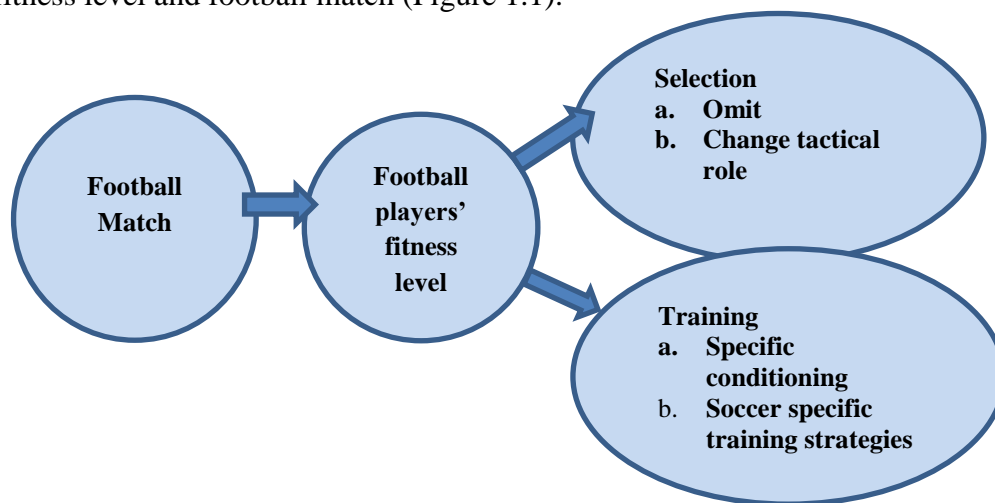 fitness level and football match (Figure 1.1).
Football
Match
Football
players’
fitness
level
Selection
a. Omit
b. Change tactical
role
Training
a. Specific
conditioning
b. Soccer specific
training strategies